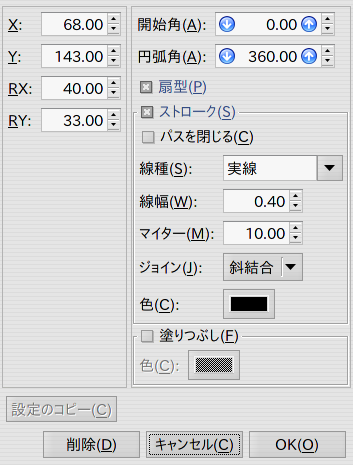 X: 68.00
Y: 143.00
RX: 40.00
RY: 33.00
開始角(A): 0.00
円弧角(A): 360.00
扇型(P)
ストローク(S)
パスを閉じる(C)
線種(S): 実線
線幅(W): 0.40
マイター(M): 10.00
ジョイン(J): 斜結合
色(C):
塗りつぶし(F)
色(C):
設定のコピー(C)
削除(D) キャンセル(C) OK(O)